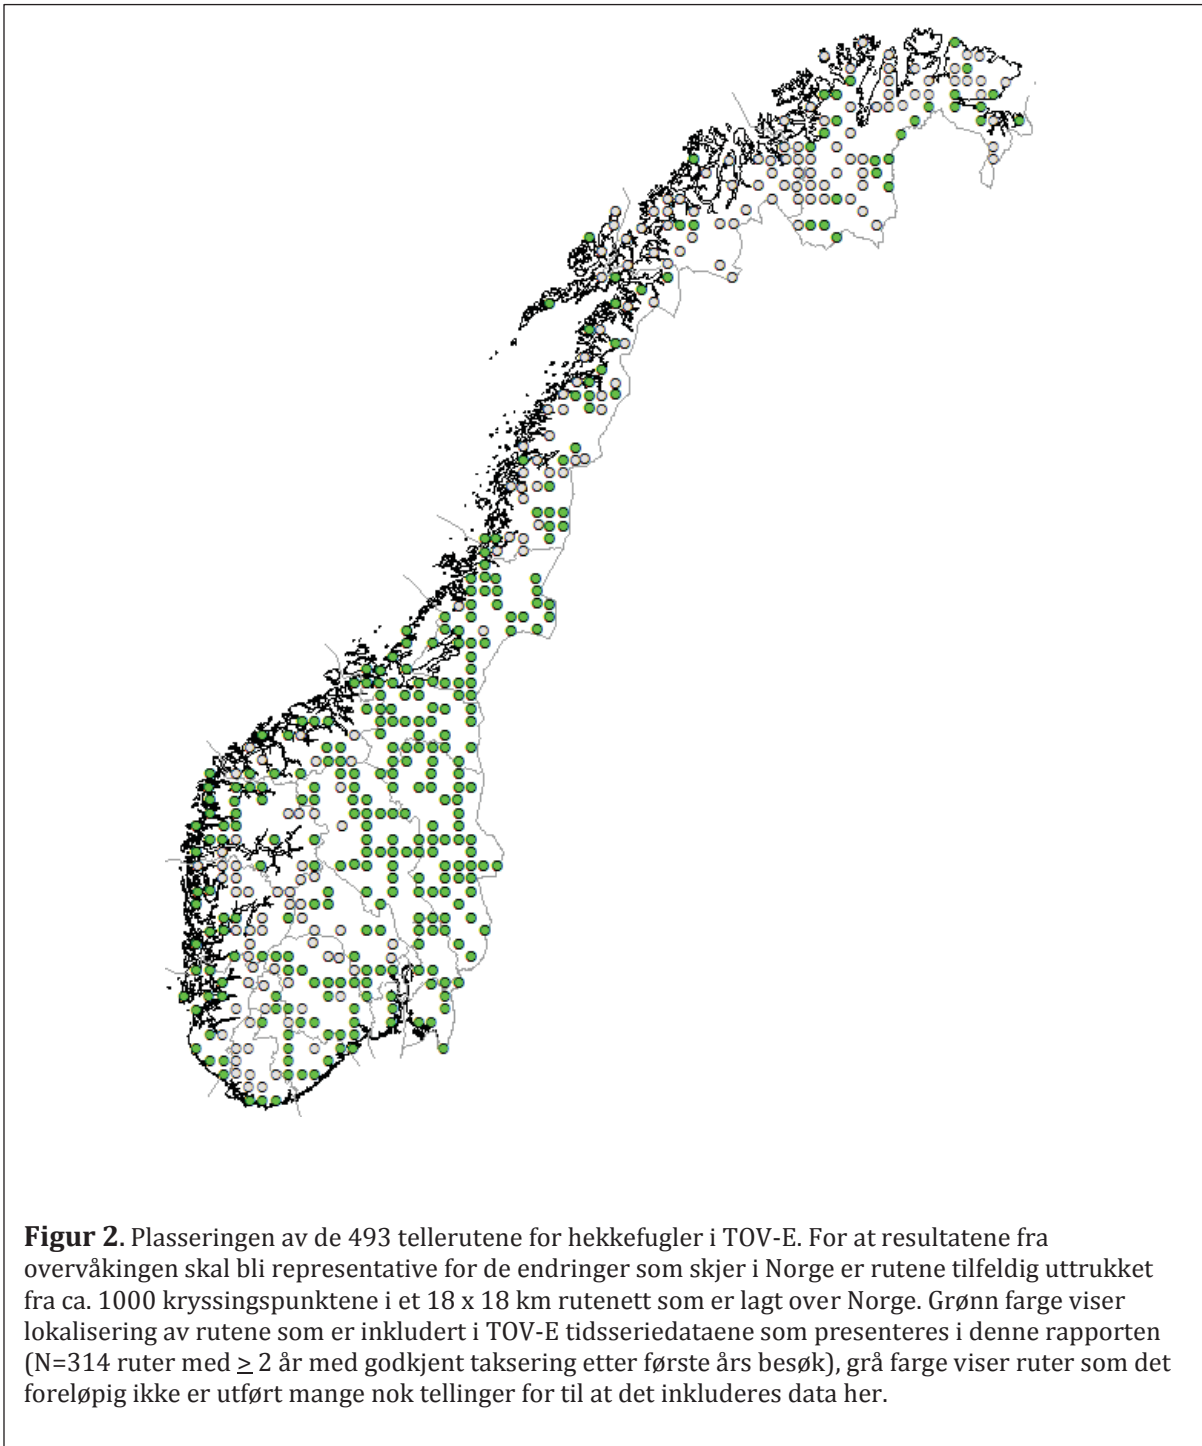 Figur 2. Plasseringen av de 493 tellerutene for hekkefugler i TOV-E. For at resultatene fra
overvåkingen skal bli representative for de endringer som skjer i Norge er rutene tilfeldig uttrukket
fra ca. 1000 kryssingspunktene i et 18 x 18 km rutenett som er lagt over Norge. Grønn farge viser
lokalisering av rutene som er inkludert i TOV-E tidsseriedataene som presenteres i denne rapporten
(N=314 ruter med ≥ 2 år med godkjent taksering etter første års besøk), grå farge viser ruter som det
foreløpig ikke er utført mange nok tellinger for til at det inkluderes data her.